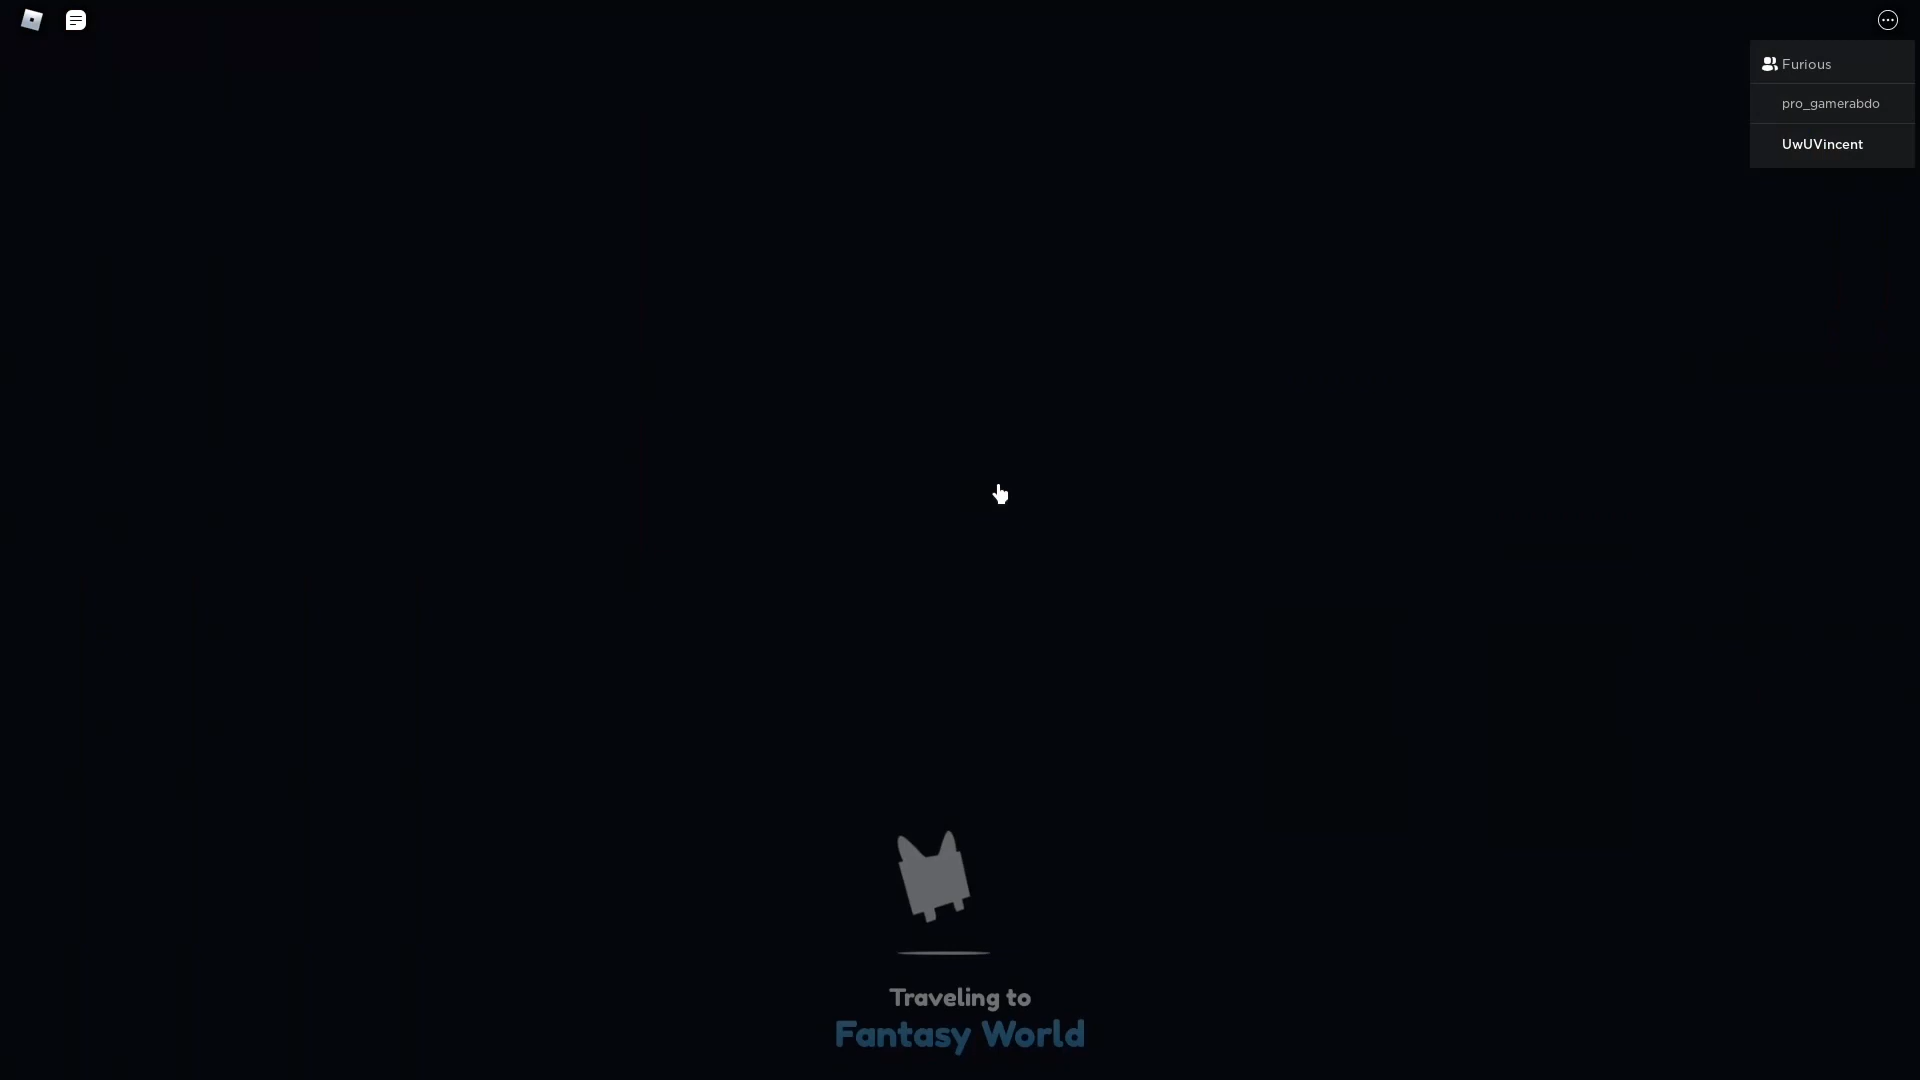 Furious
pro_gamerabdo
UwUVincent
Traveling to
Fantasy World